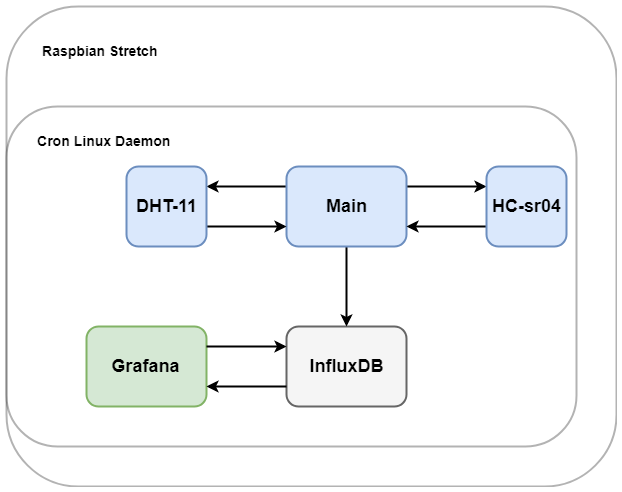 Raspbian Stretch
Cron Linux Daemon
DHT-11
Main
HC-sr04
Grafana
InfluxDB